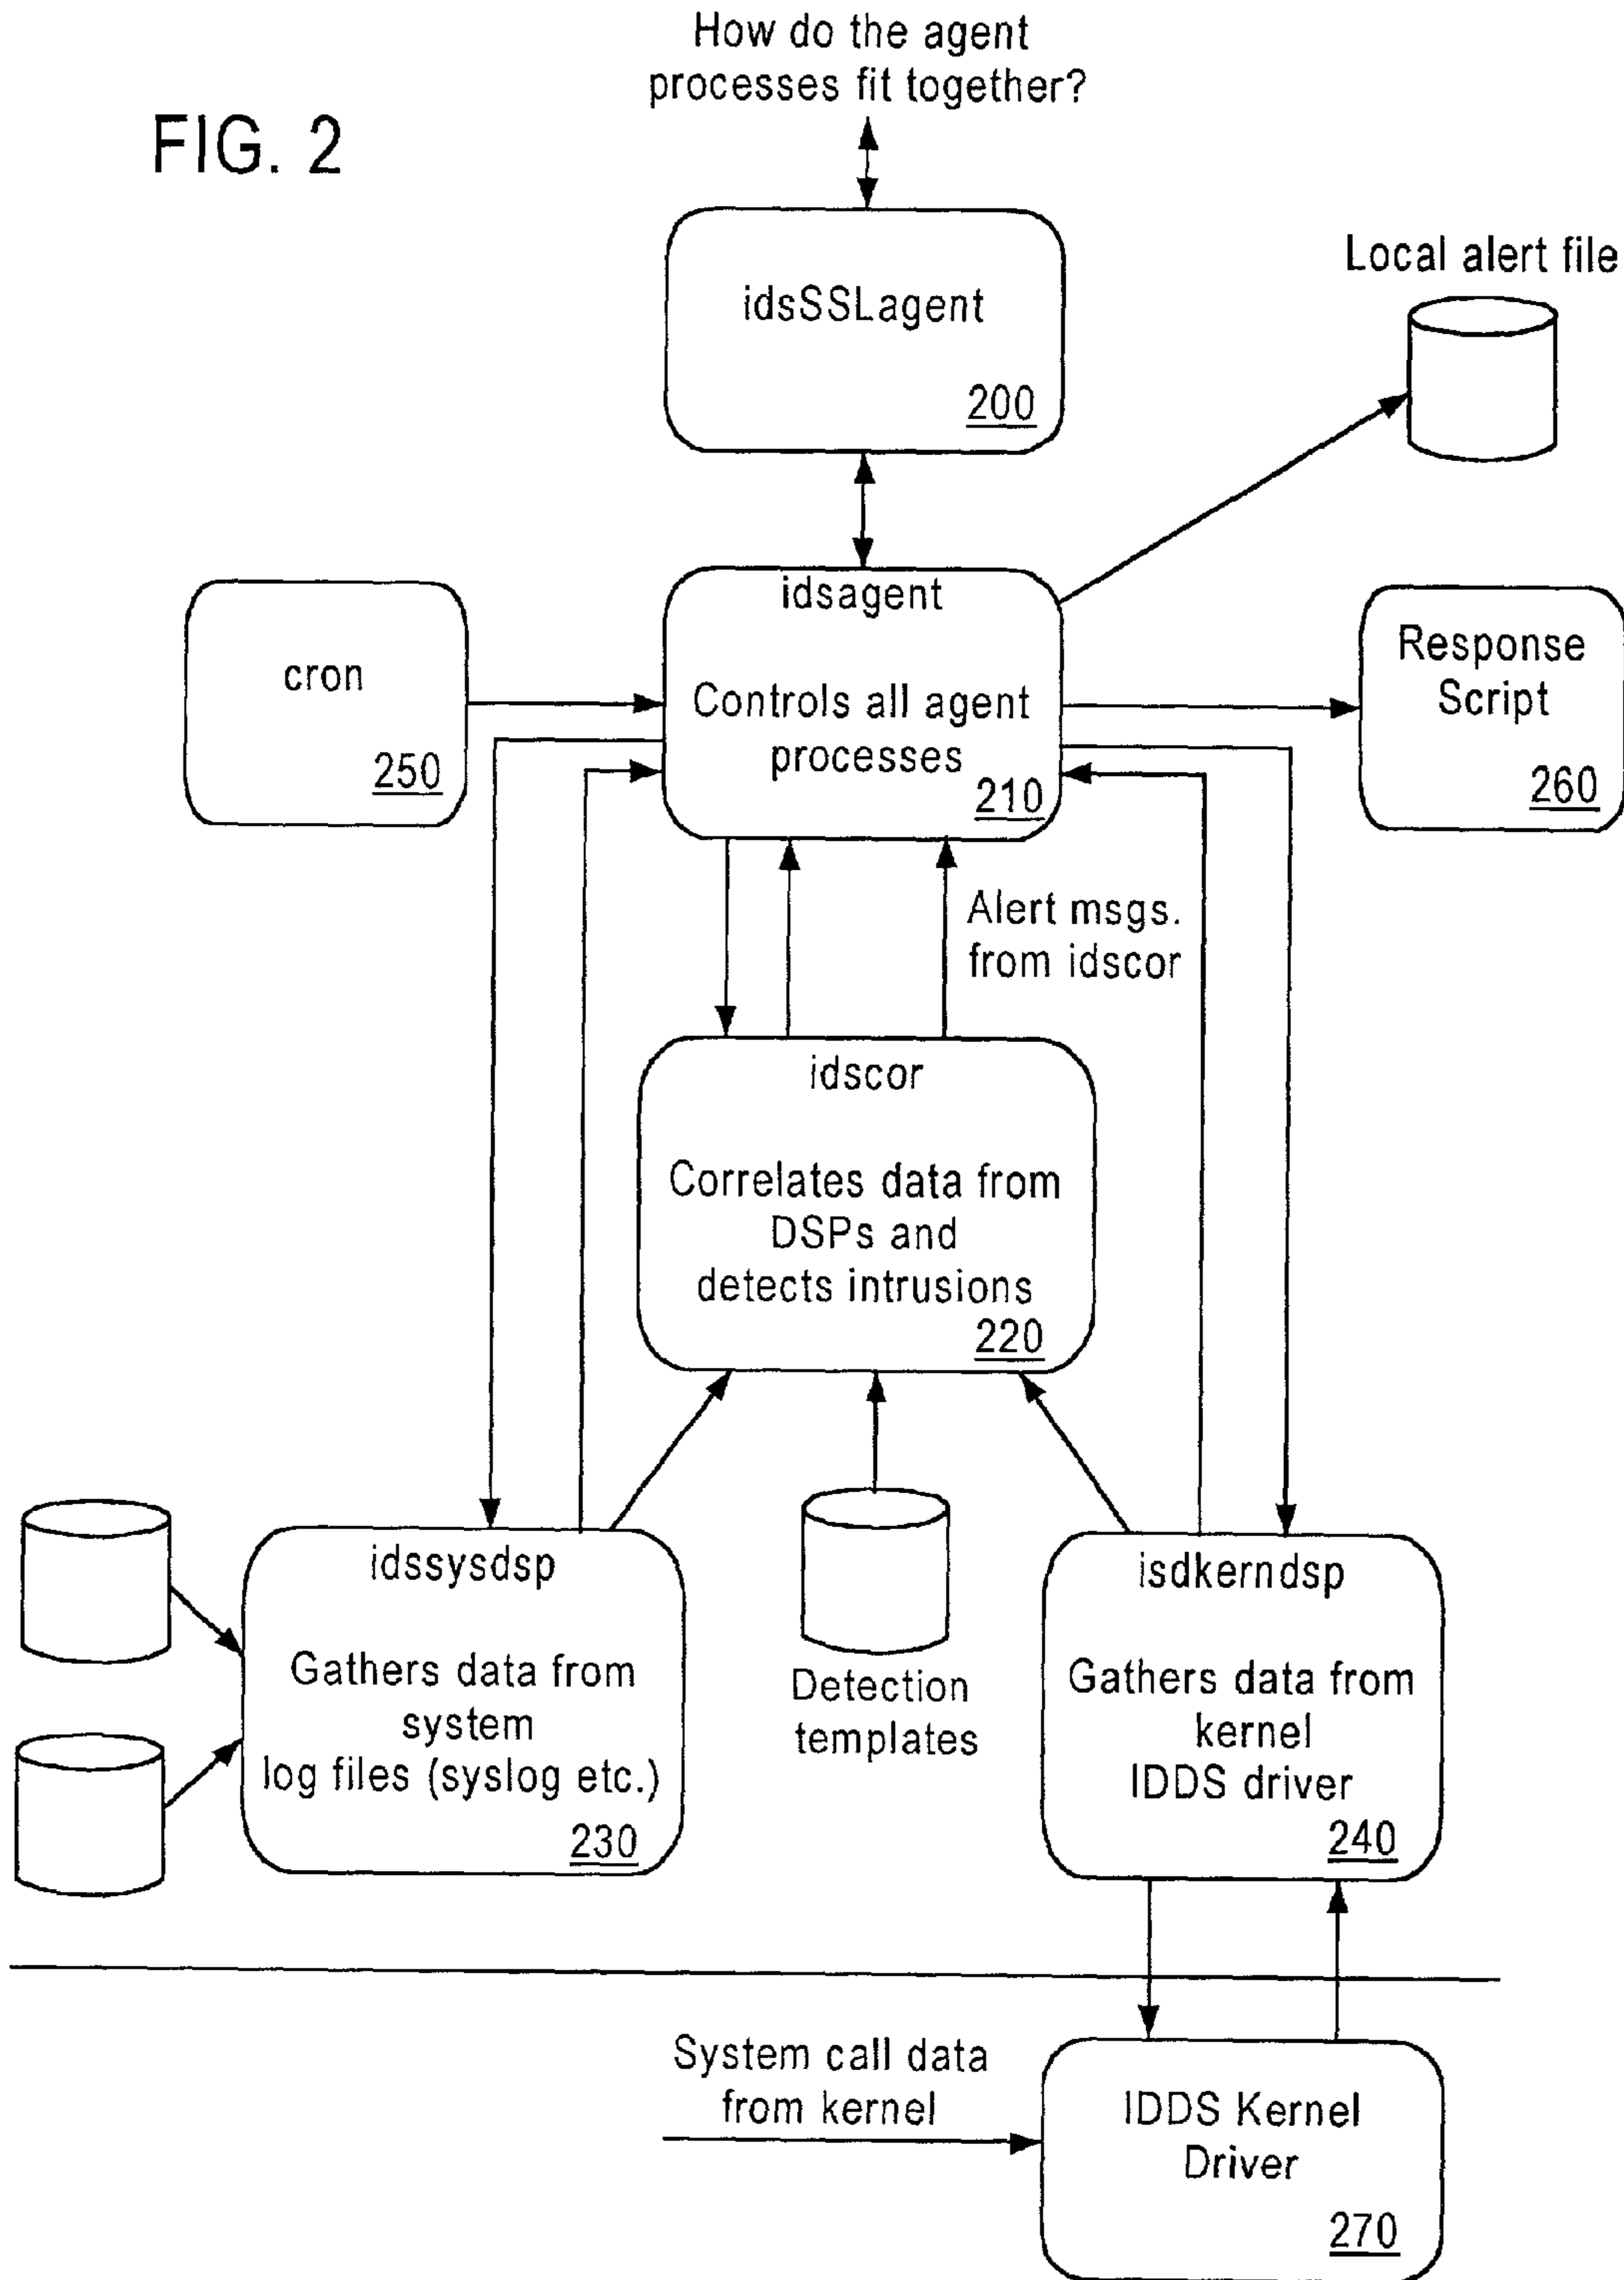 How do the agent
processes fit together?
FIG. 2
idsSSLagent
200
Local alert file
cron
250
idsagent
Controls all agent
processes
210
Response
Script
260
Alert msgs.
from idscor
idscor
Correlates data from
DSPs and
detects intrusions
220
idssysdsp
Gathers data from
system
log files (syslog etc.)
230
Detection
templates
isdkerndsp
Gathers data from
kernel
IDDS driver
240
System call data
from kernel
IDDS Kernel
Driver
270